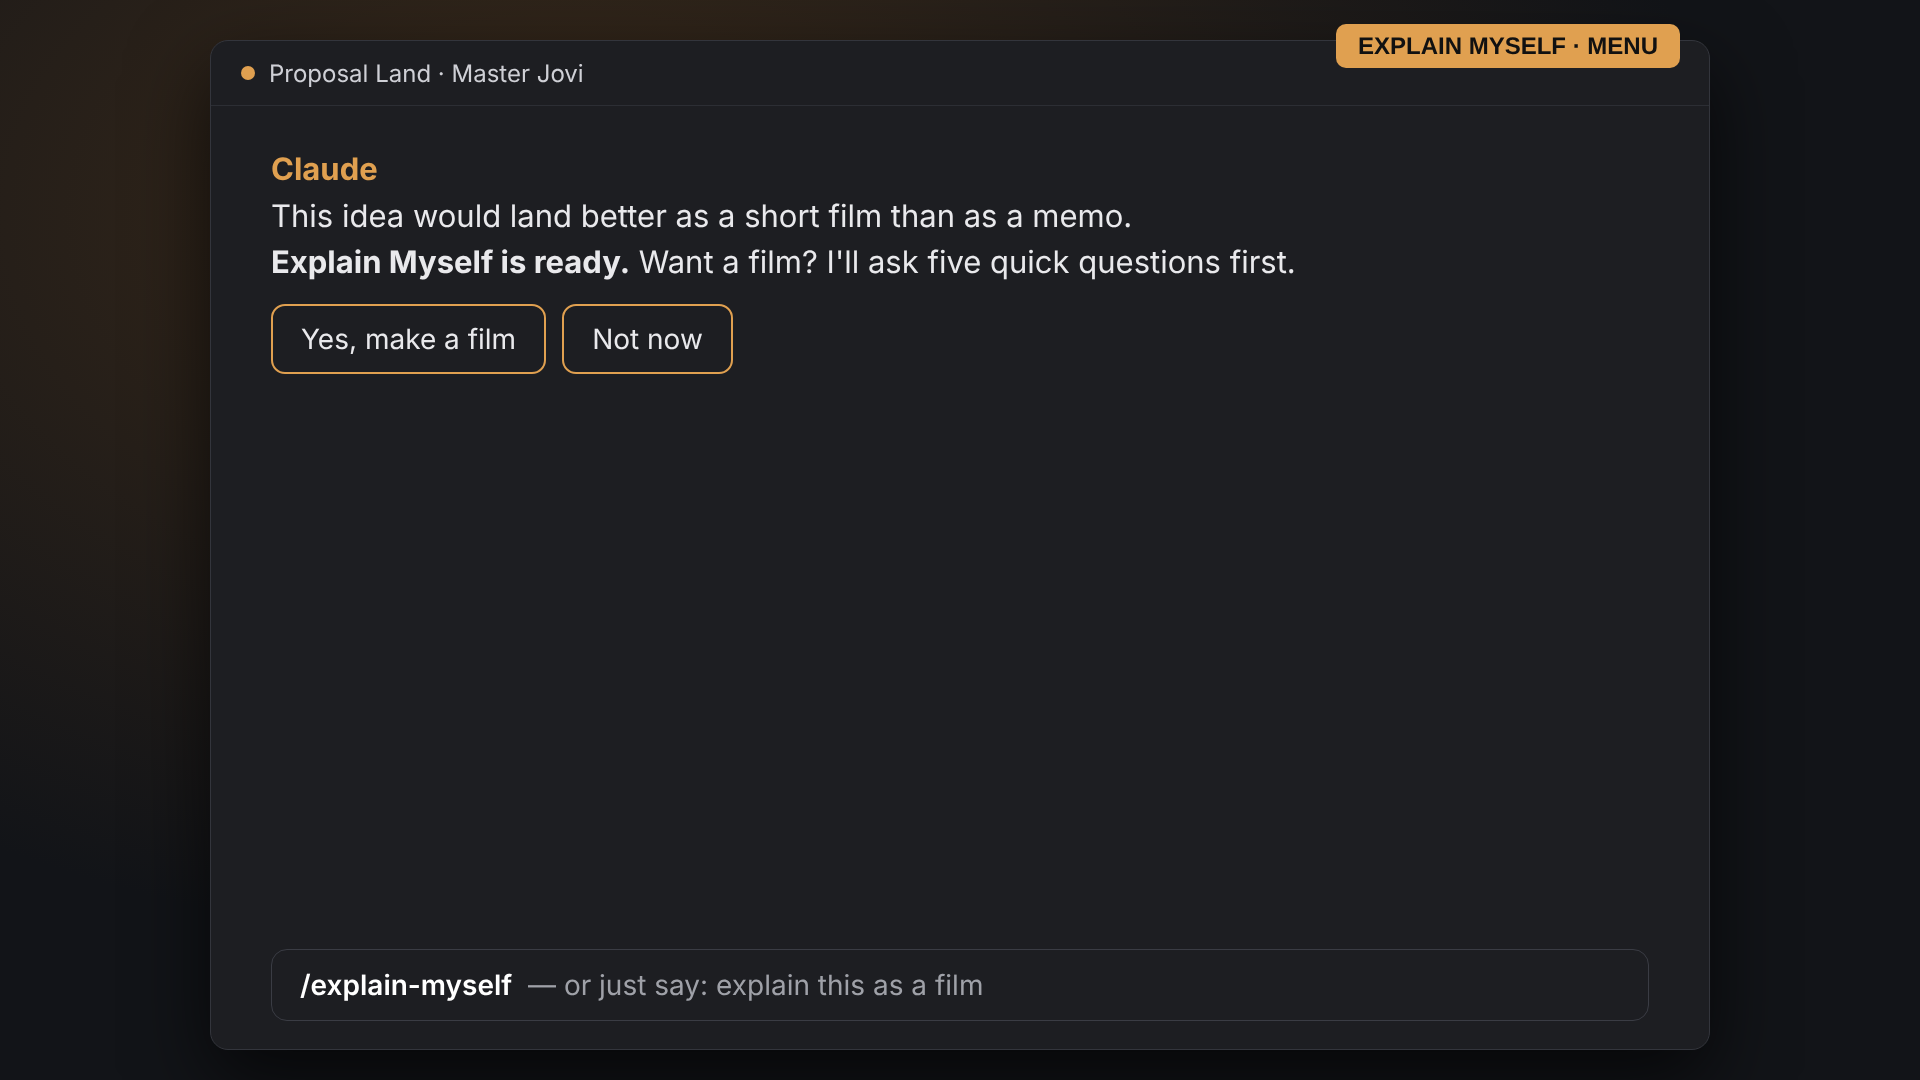 EXPLAIN MYSELF · MENU
Proposal Land · Master Jovi
Claude
This idea would land better as a short film than as a memo.
Explain Myself is ready. Want a film? I'll ask five quick questions first.
Yes, make a film
Not now
/explain-myself — or just say: explain this as a film